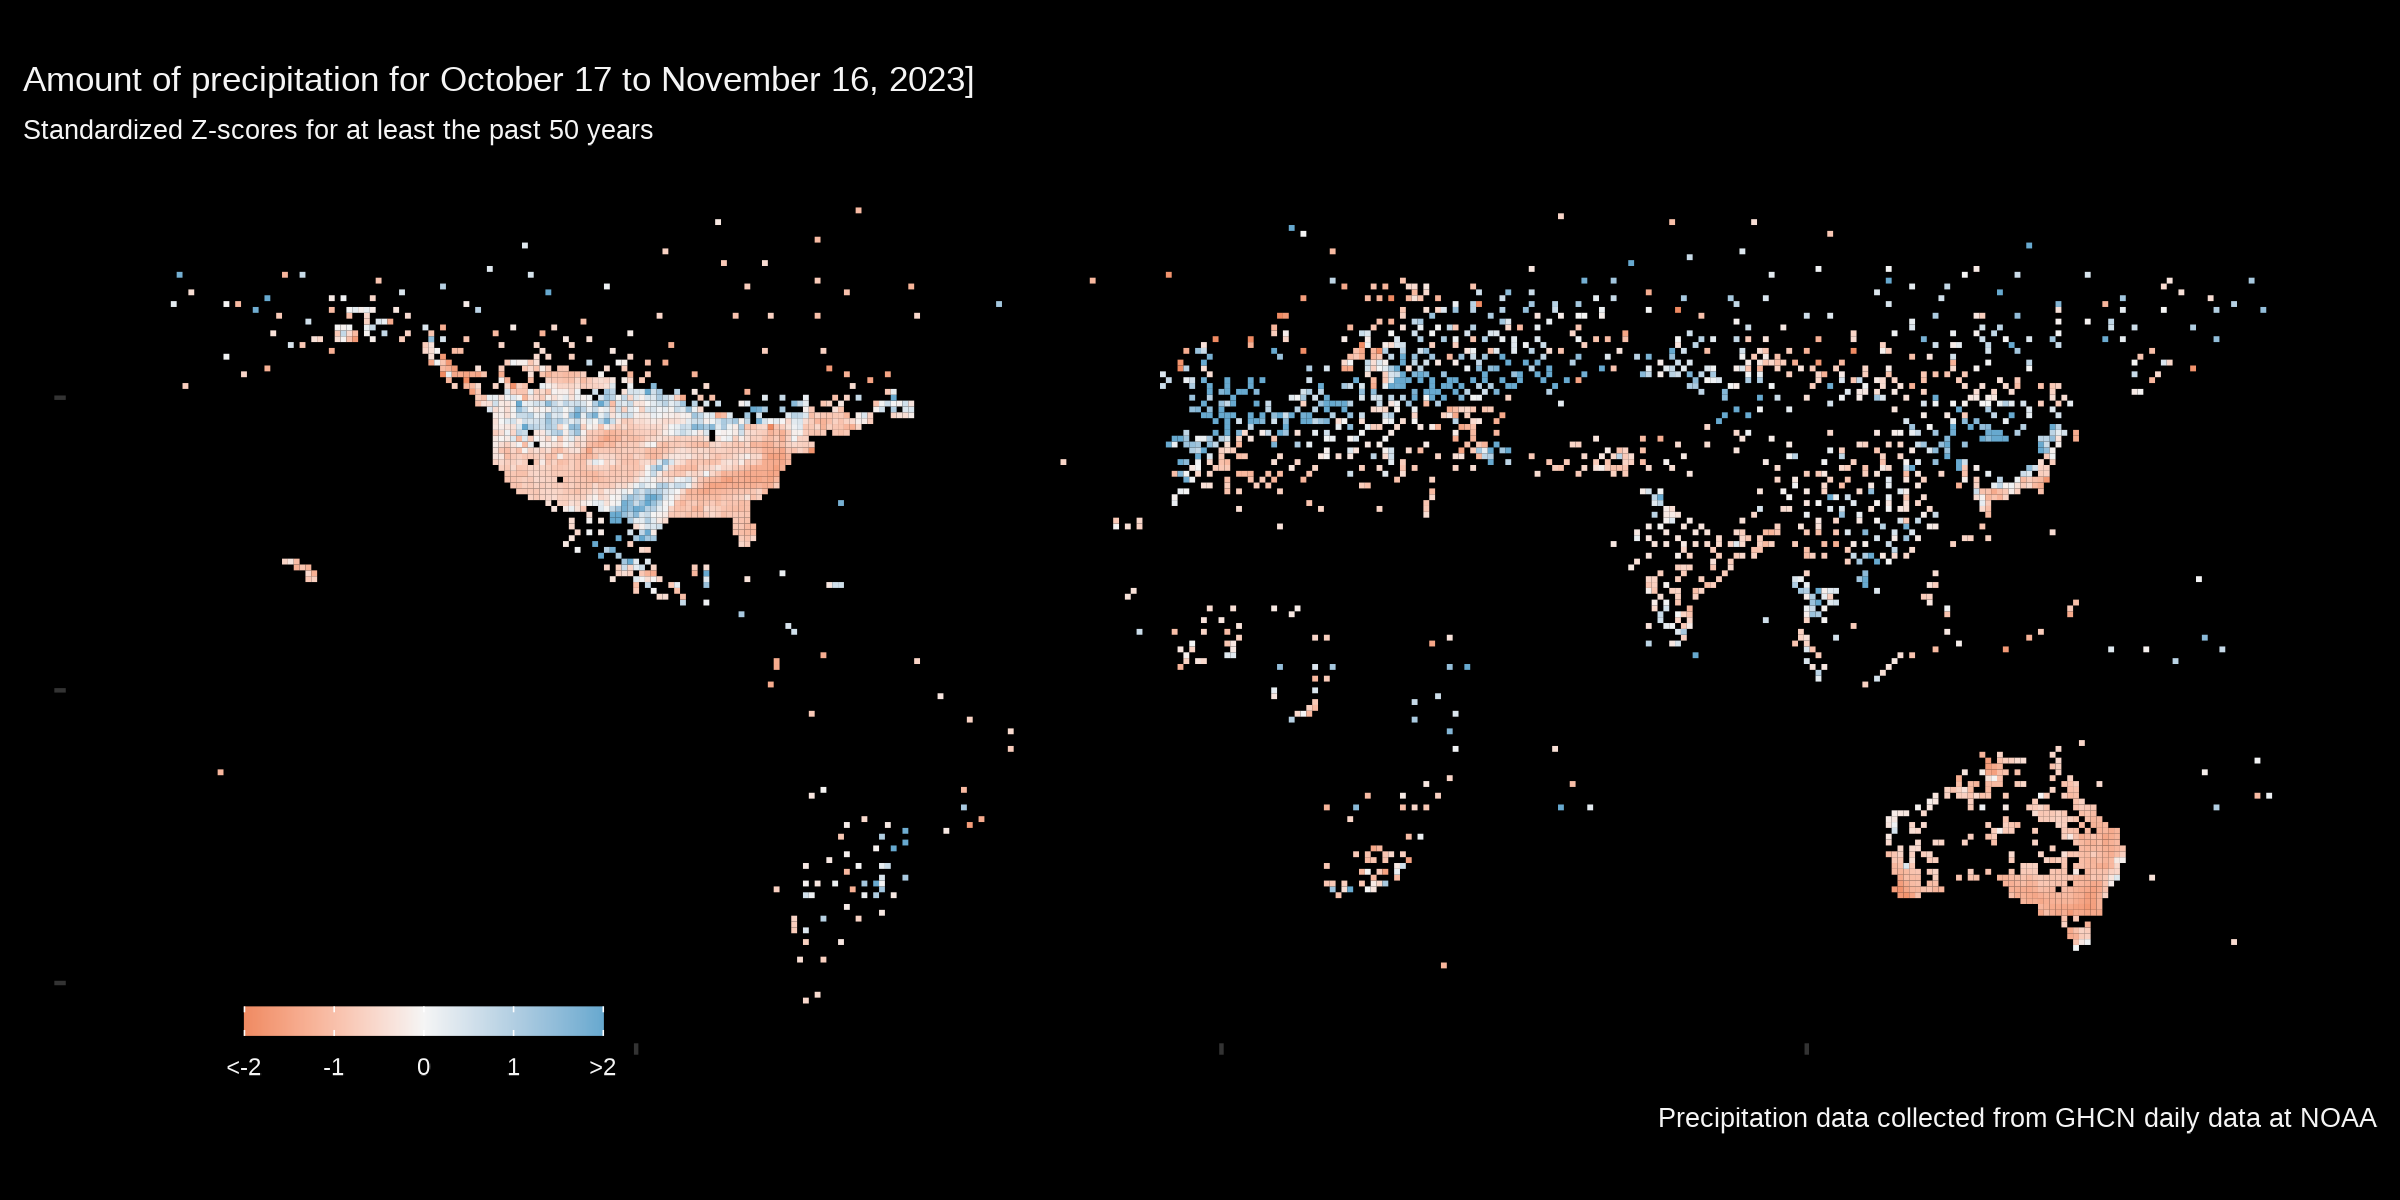 Amount of precipitation for October 17 to November 16, 2023]
Standardized Z-scores for at least the past 50 years
<-2 -1 0 1 >2
Precipitation data collected from GHCN daily data at NOAA